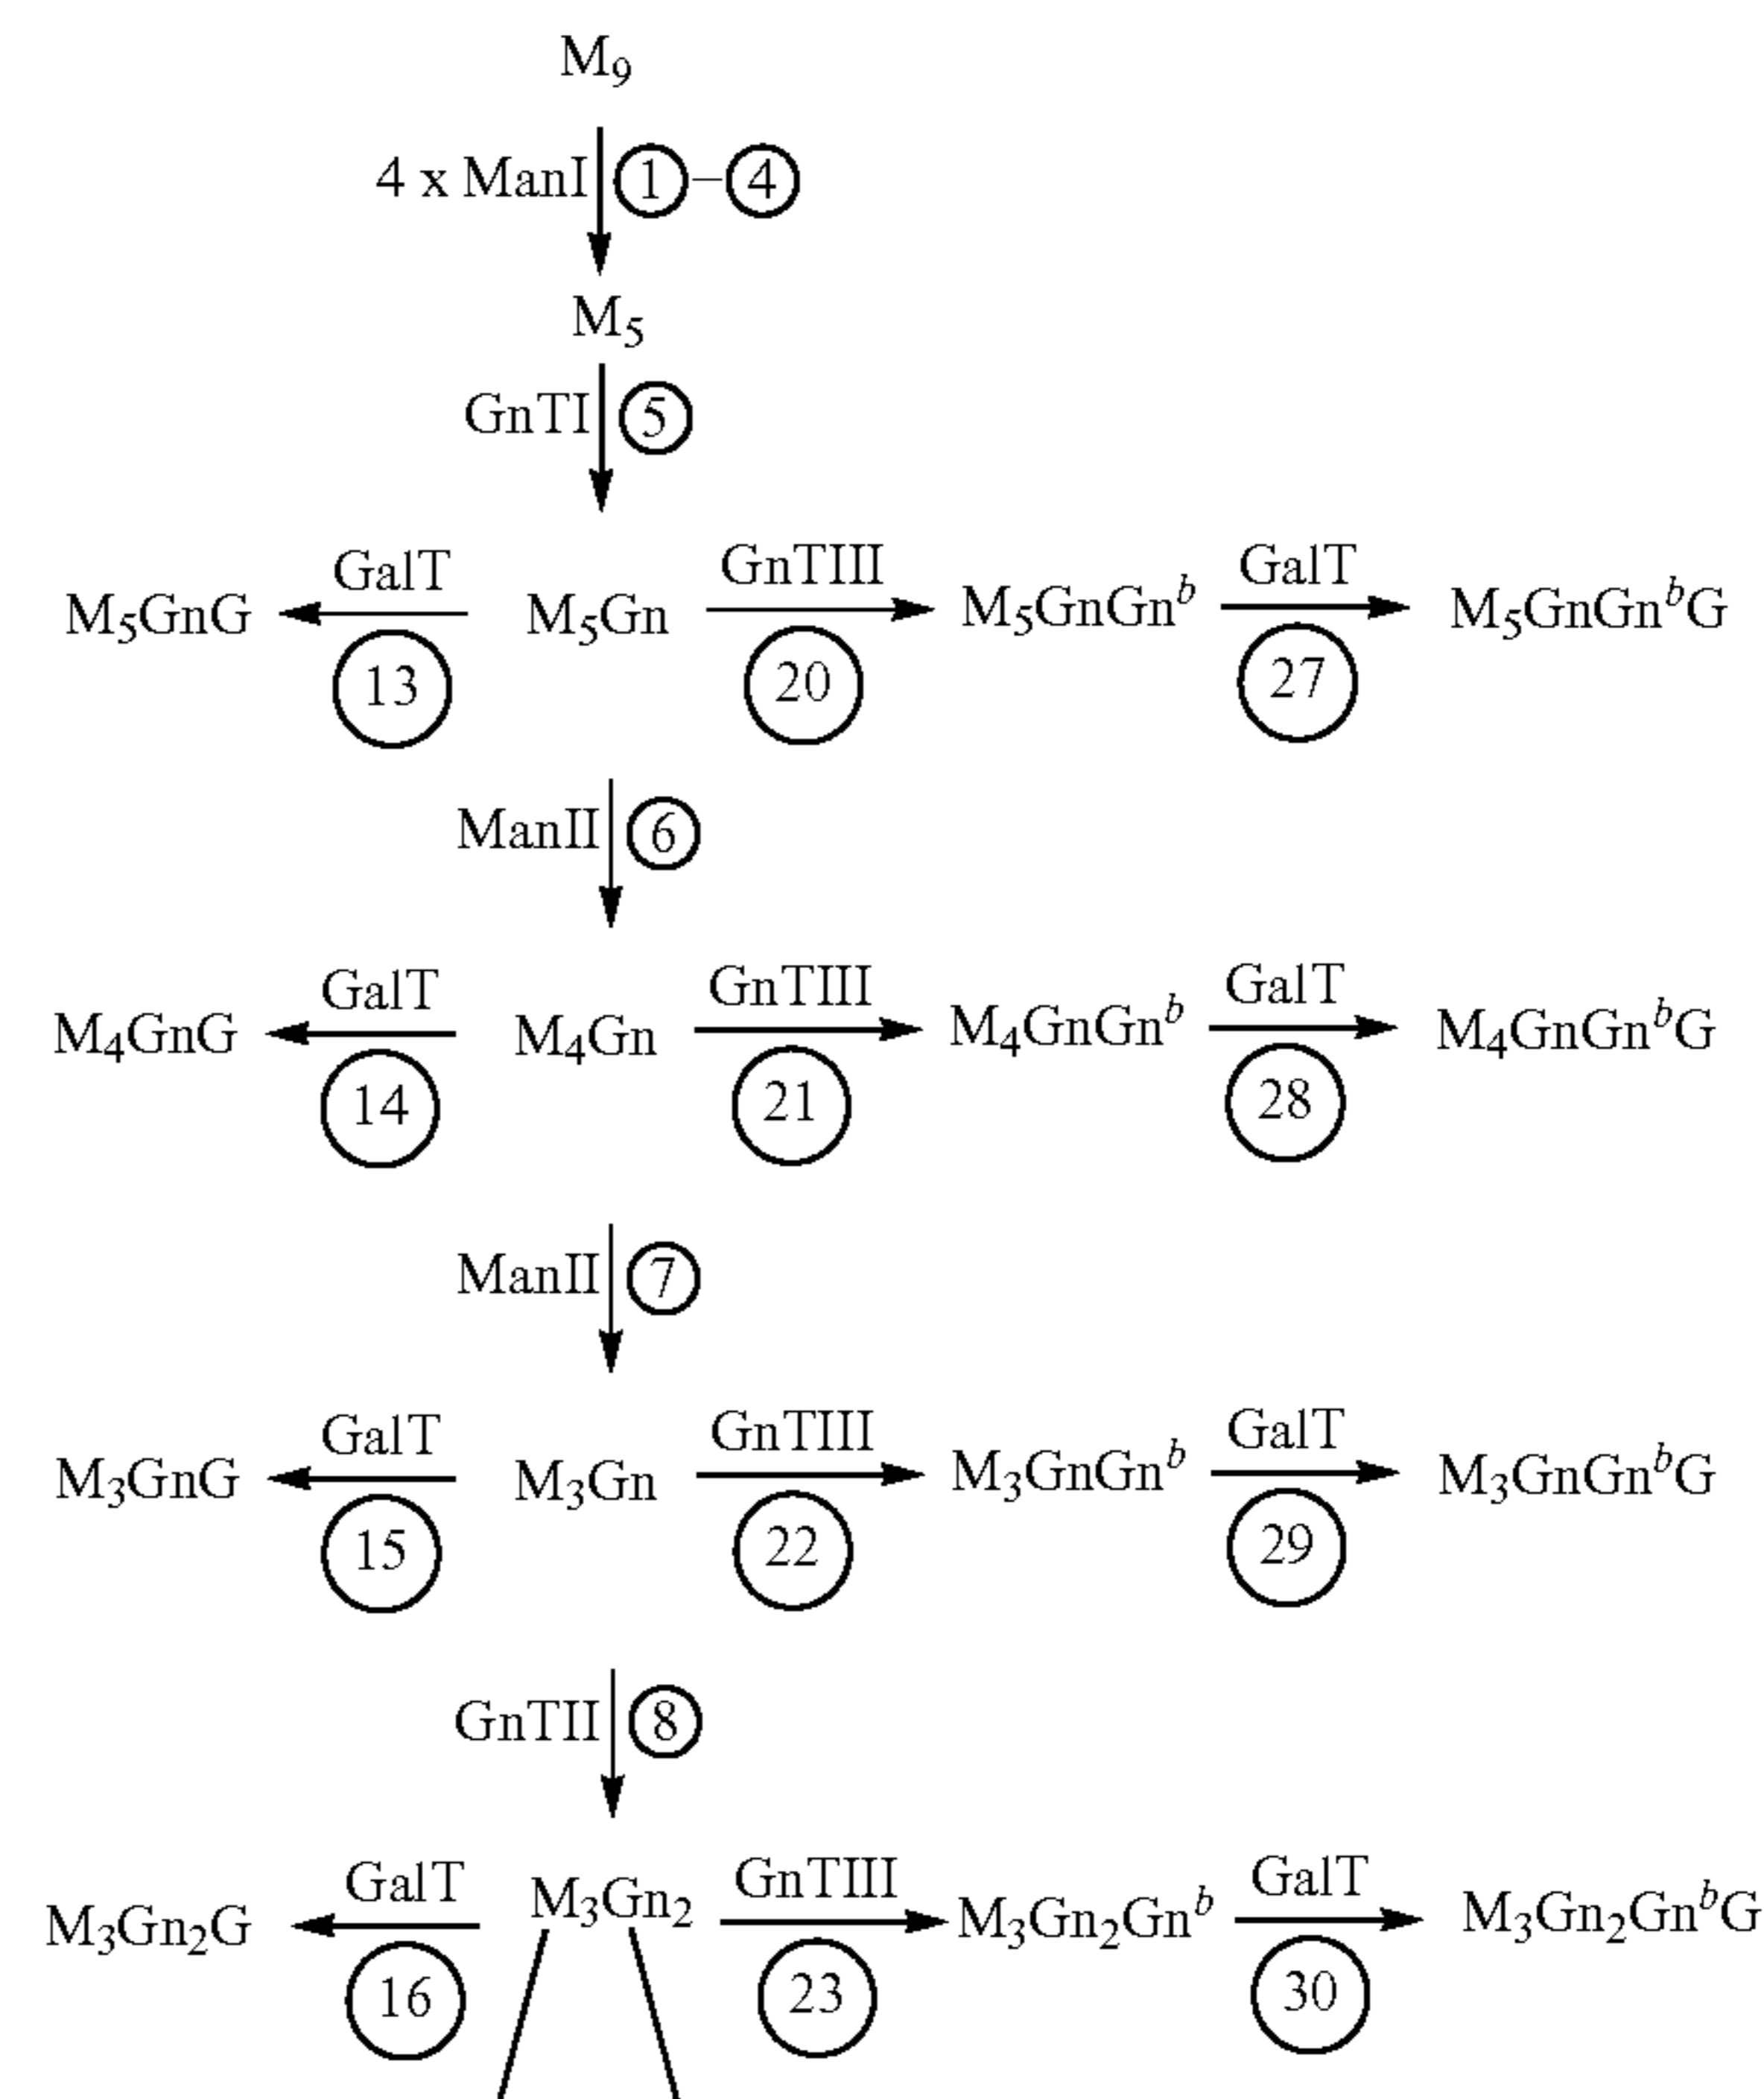 M₉
4 x ManI 1 – 4
M₅
GnTI 5
GalT GnTIII GalT
M₅GnG M₅Gn M₅GnGnᵇ M₅GnGnᵇG
13 20 27
ManII 6
GalT GnTIII GalT
M₄GnG M₄Gn M₄GnGnᵇ M₄GnGnᵇG
14 21 28
ManII 7
GalT GnTIII GalT
M₃GnG M₃Gn M₃GnGnᵇ M₃GnGnᵇG
15 22 29
GnTII 8
GalT GnTIII GalT
M₃Gn₂G M₃Gn₂ M₃Gn₂Gnᵇ M₃Gn₂GnᵇG
16 23 30